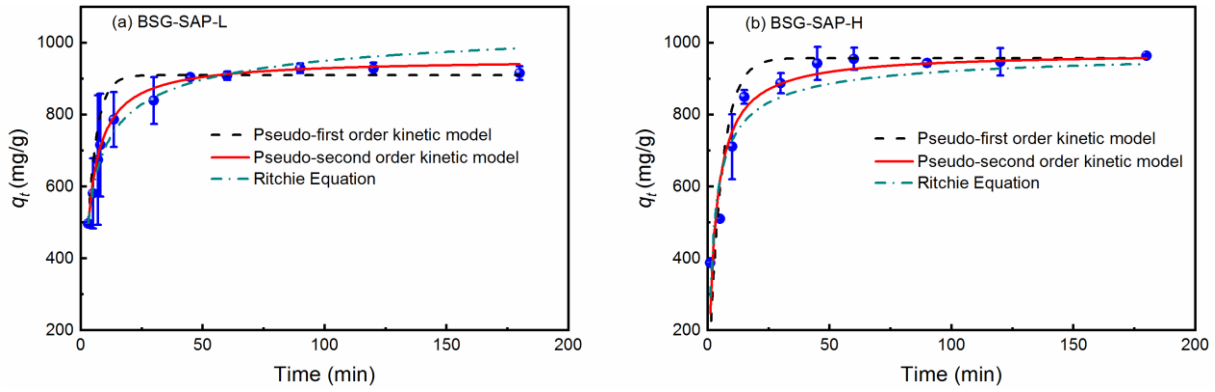 (a) BSG-SAP-L
1000
800
600
400
200
0
50
100
150
200
q_t (mg/g)
Time (min)
Pseudo-first order kinetic model
Pseudo-second order kinetic model
Ritchie Equation
(b) BSG-SAP-H
1000
800
600
400
200
0
50
100
150
200
q_t (mg/g)
Time (min)
Pseudo-first order kinetic model
Pseudo-second order kinetic model
Ritchie Equation